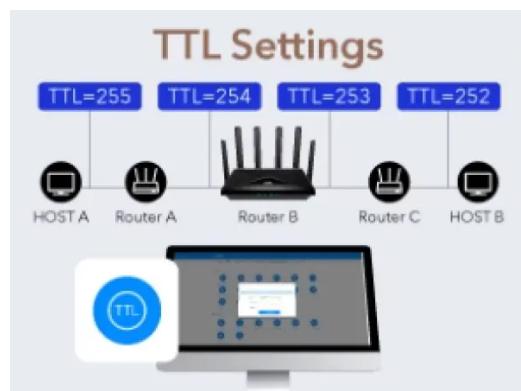 TTL Settings
TTL=255 TTL=254 TTL=253 TTL=252
HOST A Router A Router B Router C HOST B
TTL